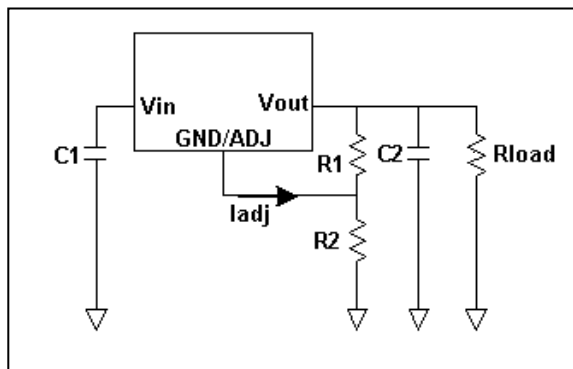 Vin
Vout
GND/ADJ
C1
R1
C2
Rload
Iadj
R2